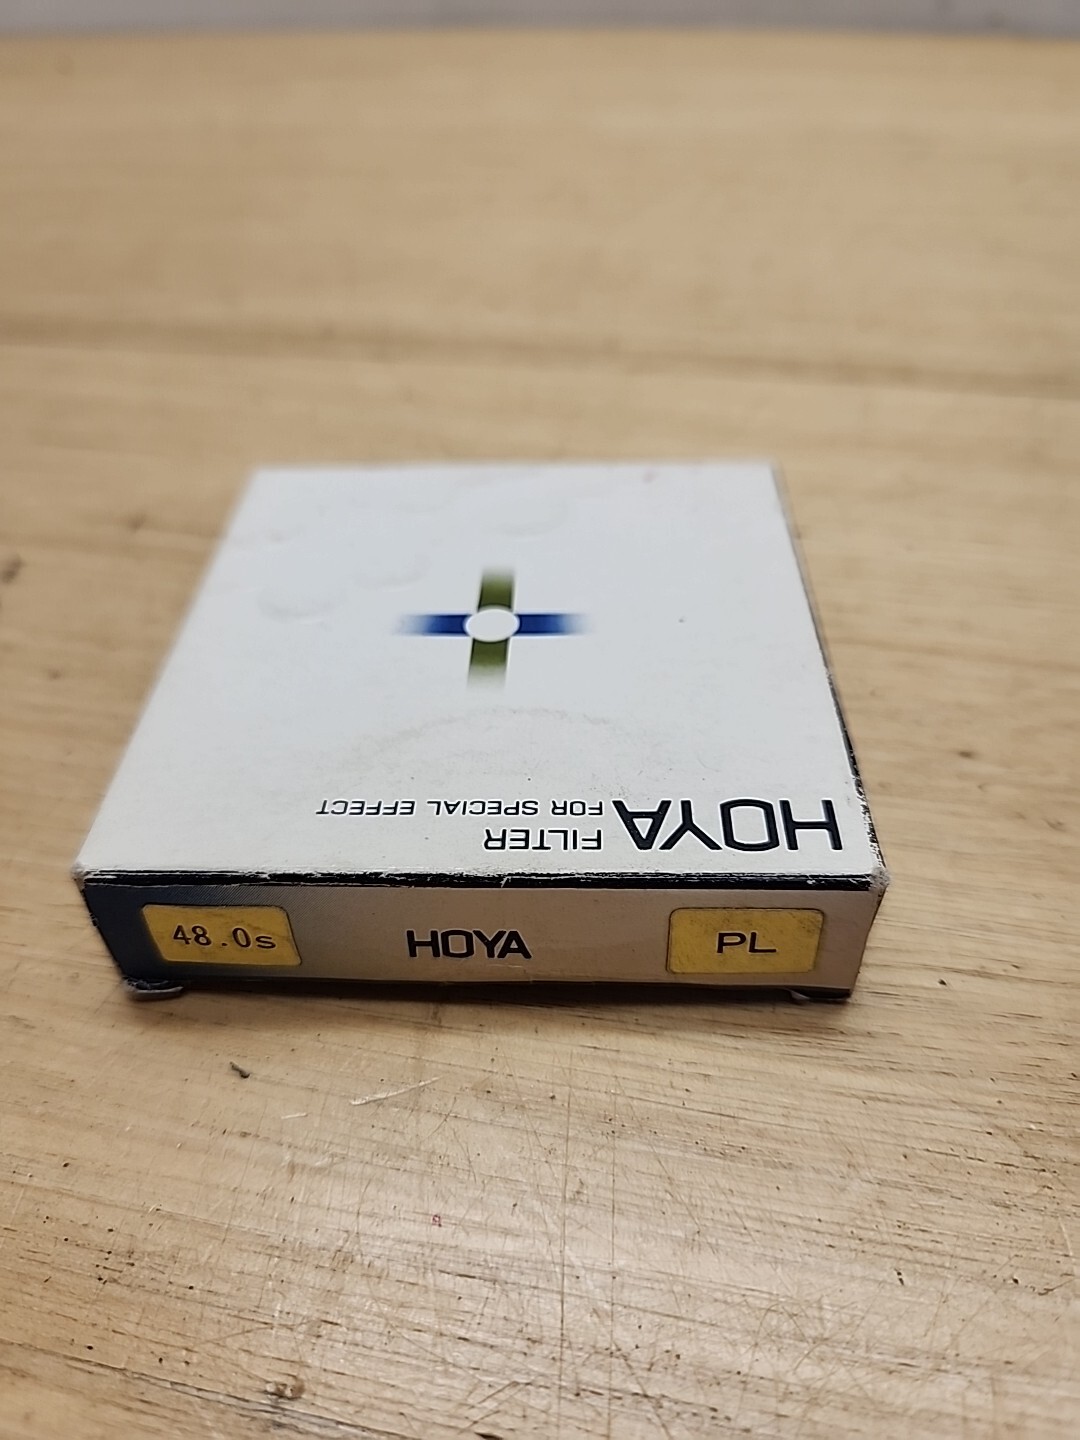 HOYA FILTER
FOR SPECIAL EFFECT
48.0s HOYA PL